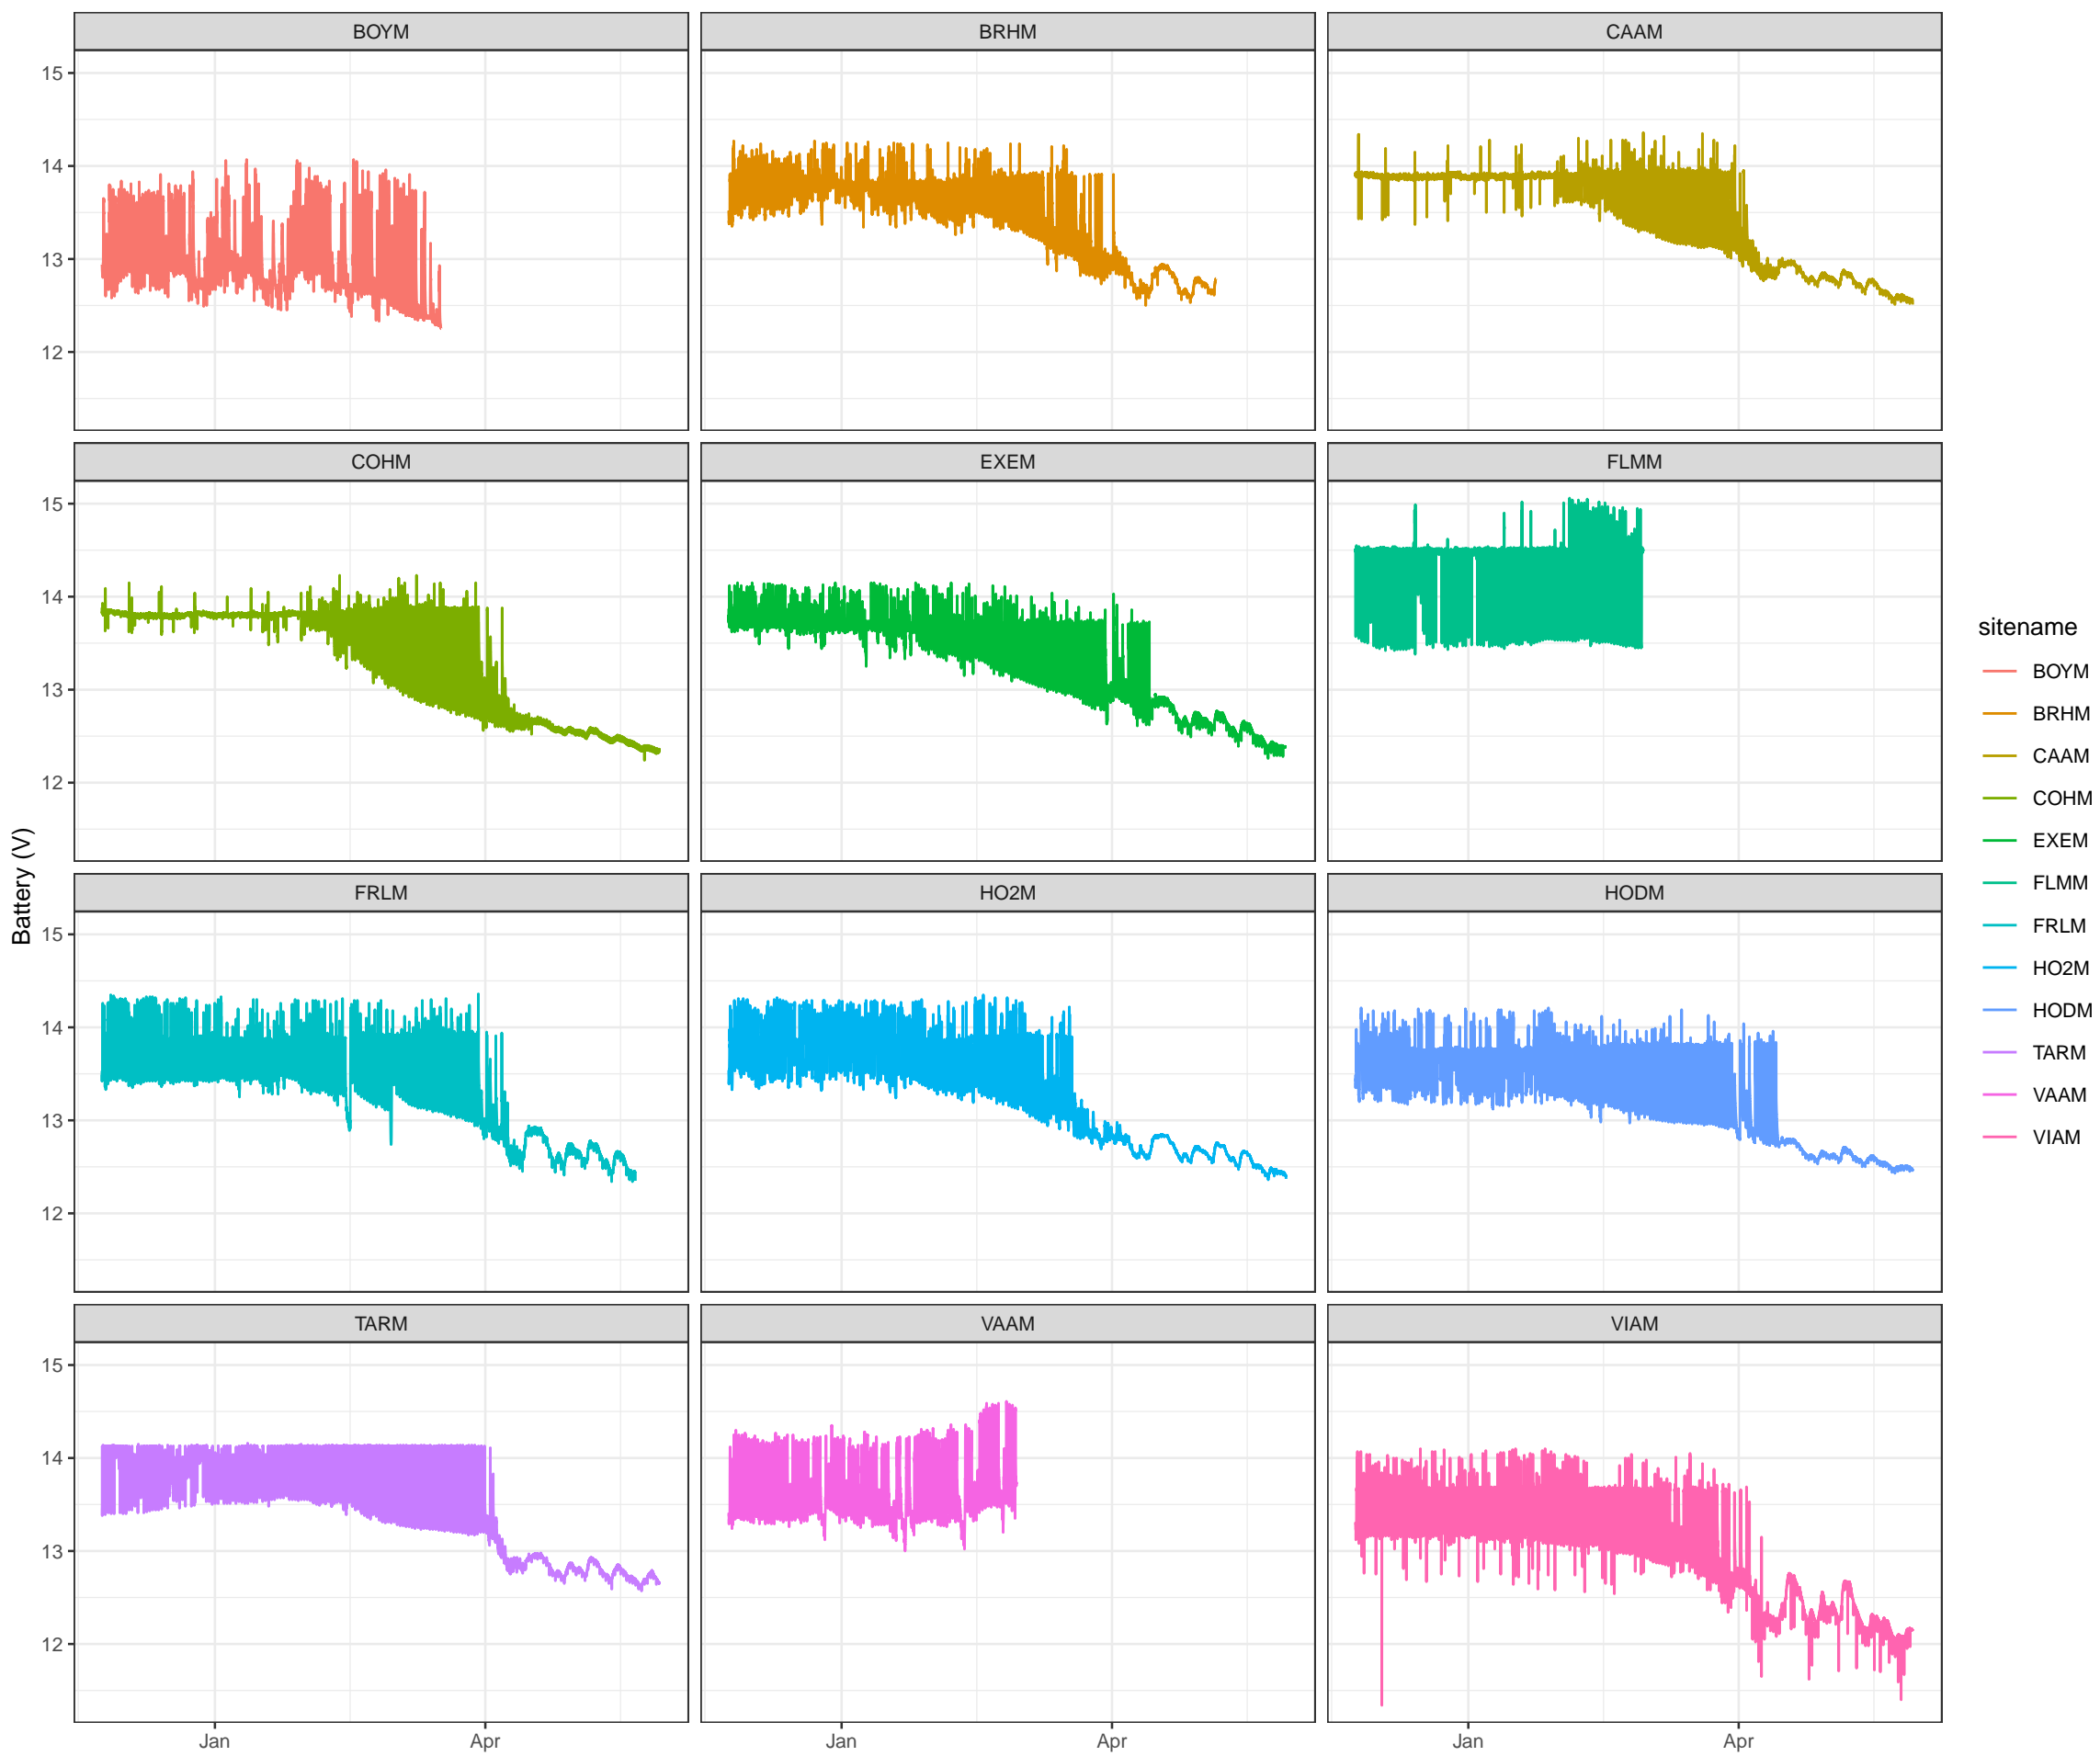 BOYM BRHM CAAM
15
14
13
12
COHM EXEM FLMM
15
14
13
12
FRLM HO2M HODM
15
14
13
12
TARM VAAM VIAM
15
14
13
12
Jan Apr Jan Apr Jan Apr
Battery (V)
sitename
BOYM
BRHM
CAAM
COHM
EXEM
FLMM
FRLM
HO2M
HODM
TARM
VAAM
VIAM